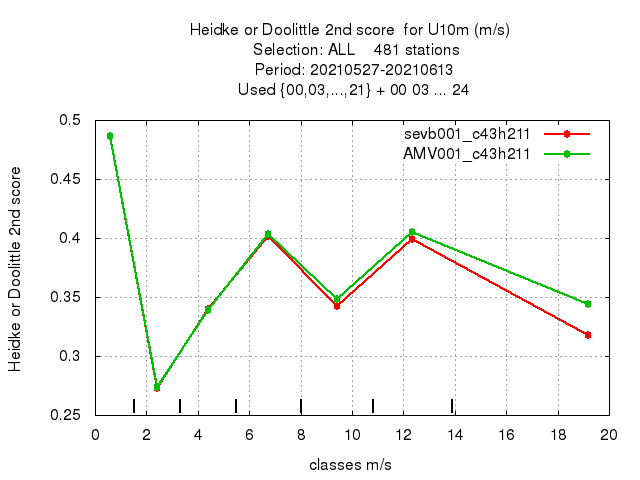 Heidke or Doolittle 2nd score  for U10m (m/s)
Selection: ALL    481 stations
Period: 20210527-20210613
Used {00,03,...,21} + 00 03 ... 24
sevb001_c43h211
AMV001_c43h211
0.5
0.45
0.4
0.35
0.3
0.25
Heidke or Doolittle 2nd score
0 2 4 6 8 10 12 14 16 18 20
classes m/s